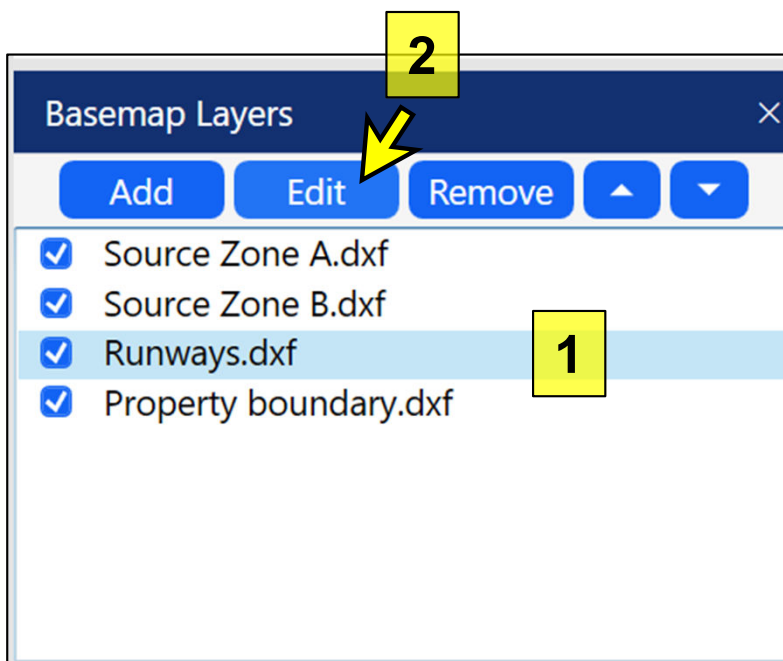 2
Basemap Layers
Add Edit Remove
Source Zone A.dxf
Source Zone B.dxf
Runways.dxf 1
Property boundary.dxf